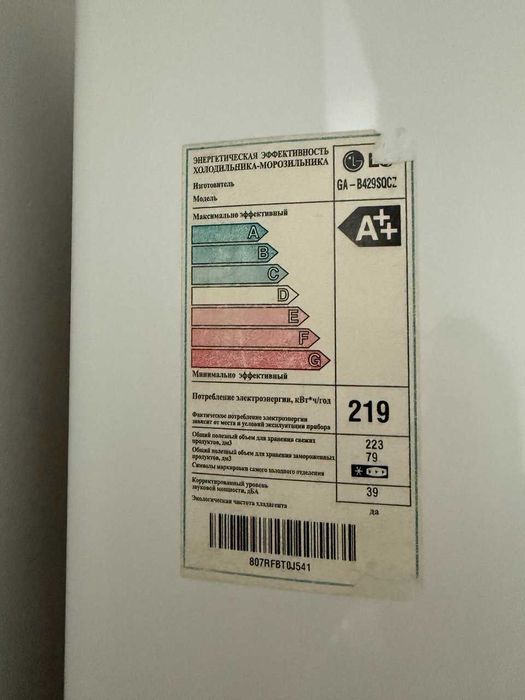 ЭНЕРГЕТИЧЕСКАЯ ЭФФЕКТИВНОСТЬ
ХОЛОДИЛЬНИКА-МОРОЗИЛЬНИКА
Изготовитель
Модель
GA-B429SQCZ
Максимально эффективный
A++
A
B
C
D
E
F
G
Минимально эффективный
Потребление электроэнергии, кВт*ч/год
219
Фактическое потребление электроэнергии
зависит от места и условий эксплуатации прибора
Общий полезный объем для хранения свежих
продуктов, дм3
223
Общий полезный объем для хранения замороженных
продуктов, дм3
79
Символы маркировки самого холодного отделения
Корректированный уровень
звуковой мощности, дБА
39
Экологическая чистота хладагента
да
807RFBT0J541